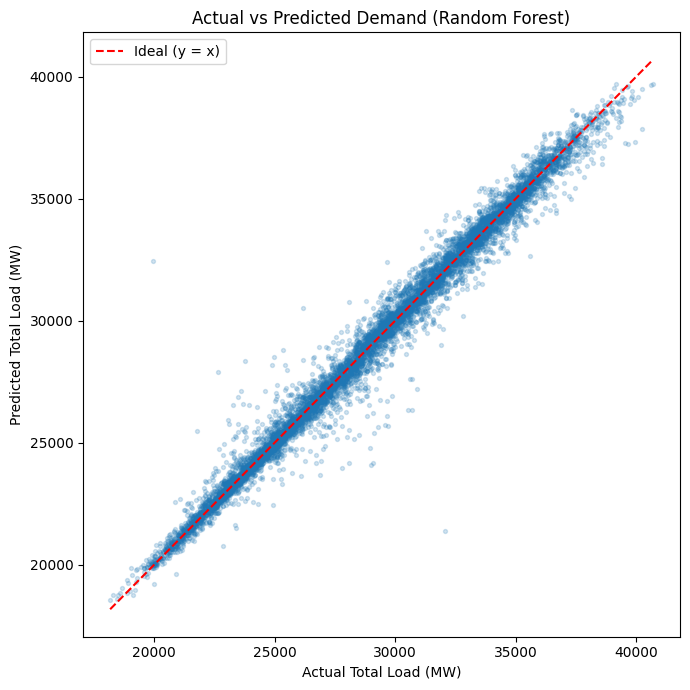 Actual vs Predicted Demand (Random Forest)
Ideal (y = x)
40000
35000
30000
25000
20000
Predicted Total Load (MW)
20000 25000 30000 35000 40000
Actual Total Load (MW)